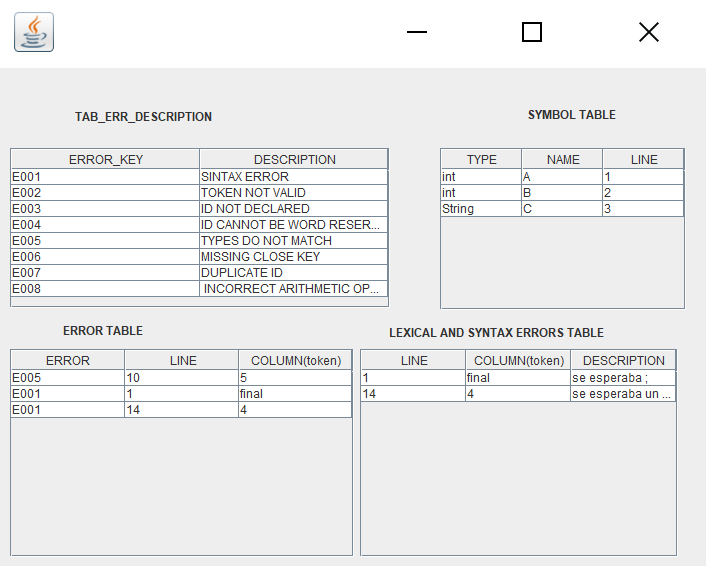 TAB_ERR_DESCRIPTION
ERROR_KEY DESCRIPTION
E001 SINTAX ERROR
E002 TOKEN NOT VALID
E003 ID NOT DECLARED
E004 ID CANNOT BE WORD RESER...
E005 TYPES DO NOT MATCH
E006 MISSING CLOSE KEY
E007 DUPLICATE ID
E008 INCORRECT ARITHMETIC OP...
SYMBOL TABLE
TYPE NAME LINE
int A 1
int B 2
String C 3
ERROR TABLE
ERROR LINE COLUMN(token)
E005 10 5
E001 1 final
E001 14 4
LEXICAL AND SYNTAX ERRORS TABLE
LINE COLUMN(token) DESCRIPTION
1 final se esperaba ;
14 4 se esperaba un ...